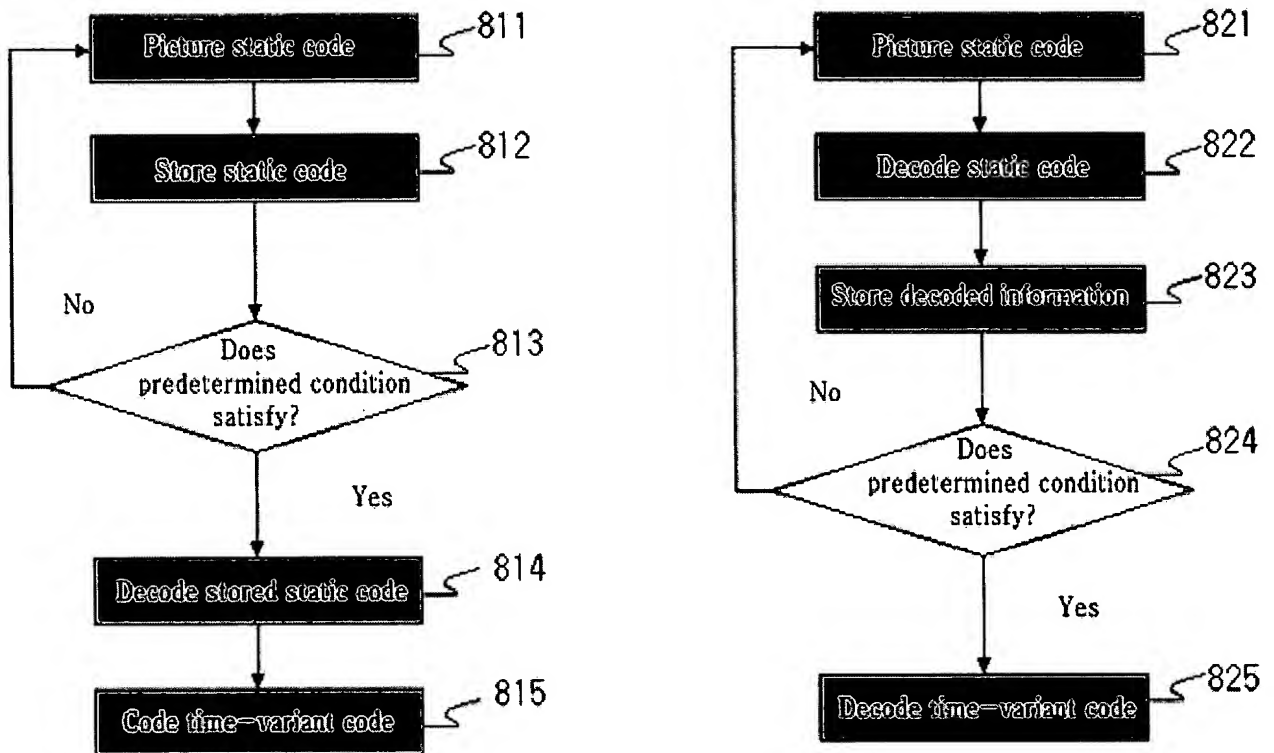 Picture static code
811
Store static code
812
No
Does
predetermined condition
satisfy?
813
Yes
Decode stored static code
814
Code time-variant code
815
Picture static code
821
Decode static code
822
Store decoded information
823
No
Does
predetermined condition
satisfy?
824
Yes
Decode time-variant code
825